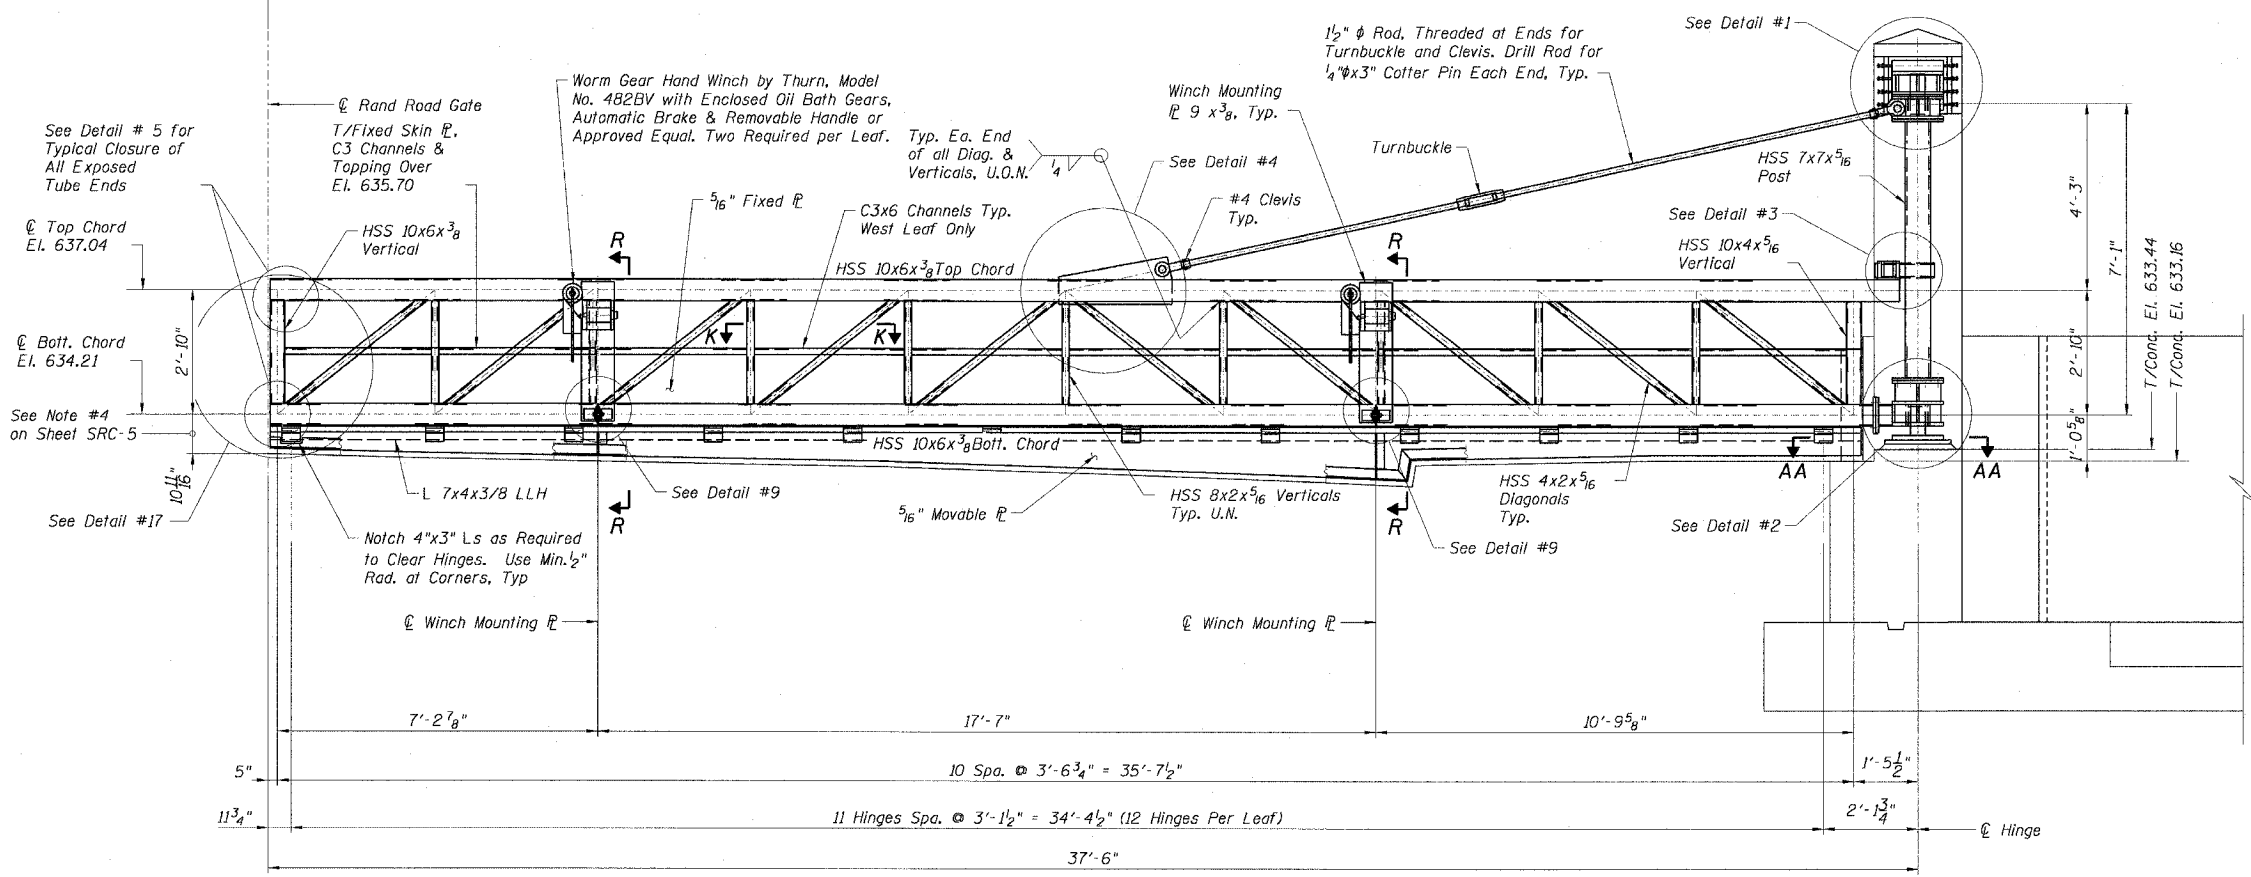 See Detail #1
1½" ϕ Rod, Threaded at Ends for
Turnbuckle and Clevis. Drill Rod for
¼"ϕx3" Cotter Pin Each End, Typ.
Worm Gear Hand Winch by Thurn, Model
No. 482BV with Enclosed Oil Bath Gears,
Automatic Brake & Removable Handle or
Approved Equal. Two Required per Leaf.
Winch Mounting
℄ Rand Road Gate
PL 9 x ⅜, Typ.
See Detail # 5 for
Typical Closure of
All Exposed
Tube Ends
T/Fixed Skin PL,
C3 Channels &
Topping Over
El. 635.70
Typ. Ea. End
of all Diag. &
Verticals, U.O.N.
¼
See Detail #4
Turnbuckle
HSS 7x7x5/16
Post
4'-3"
7'-1"
T/Conc. El. 633.44
T/Conc. El. 633.16
5/16" Fixed PL
C3x6 Channels Typ.
West Leaf Only
#4 Clevis
Typ.
See Detail #3
℄ Top Chord
El. 637.04
HSS 10x6x⅜
Vertical
R
R
HSS 10x4x5/16
Vertical
HSS 10x6x⅜ Top Chord
2'-10"
K
K
2'-10"
℄ Bott. Chord
El. 634.21
See Note #4
on Sheet SRC-5
HSS 10x6x⅜ Bott. Chord
1'-0⅝"
AA
AA
10 11/16"
L 7x4x3/8 LLH
See Detail #9
5/16" Movable PL
HSS 8x2x5/16 Verticals
Typ. U.N.
HSS 4x2x5/16
Diagonals
Typ.
See Detail #17
R
R
See Detail #2
Notch 4"x3" Ls as Required
to Clear Hinges. Use Min. ½"
Rad. at Corners, Typ
See Detail #9
℄ Winch Mounting PL
℄ Winch Mounting PL
7'-2⅞"
17'-7"
10'-9⅝"
5"
10 Spa. @ 3'-6¾" = 35'-7½"
1'-5½"
11¾"
11 Hinges Spa. @ 3'-1½" = 34'-4½" (12 Hinges Per Leaf)
2'-1¾"
℄ Hinge
37'-6"